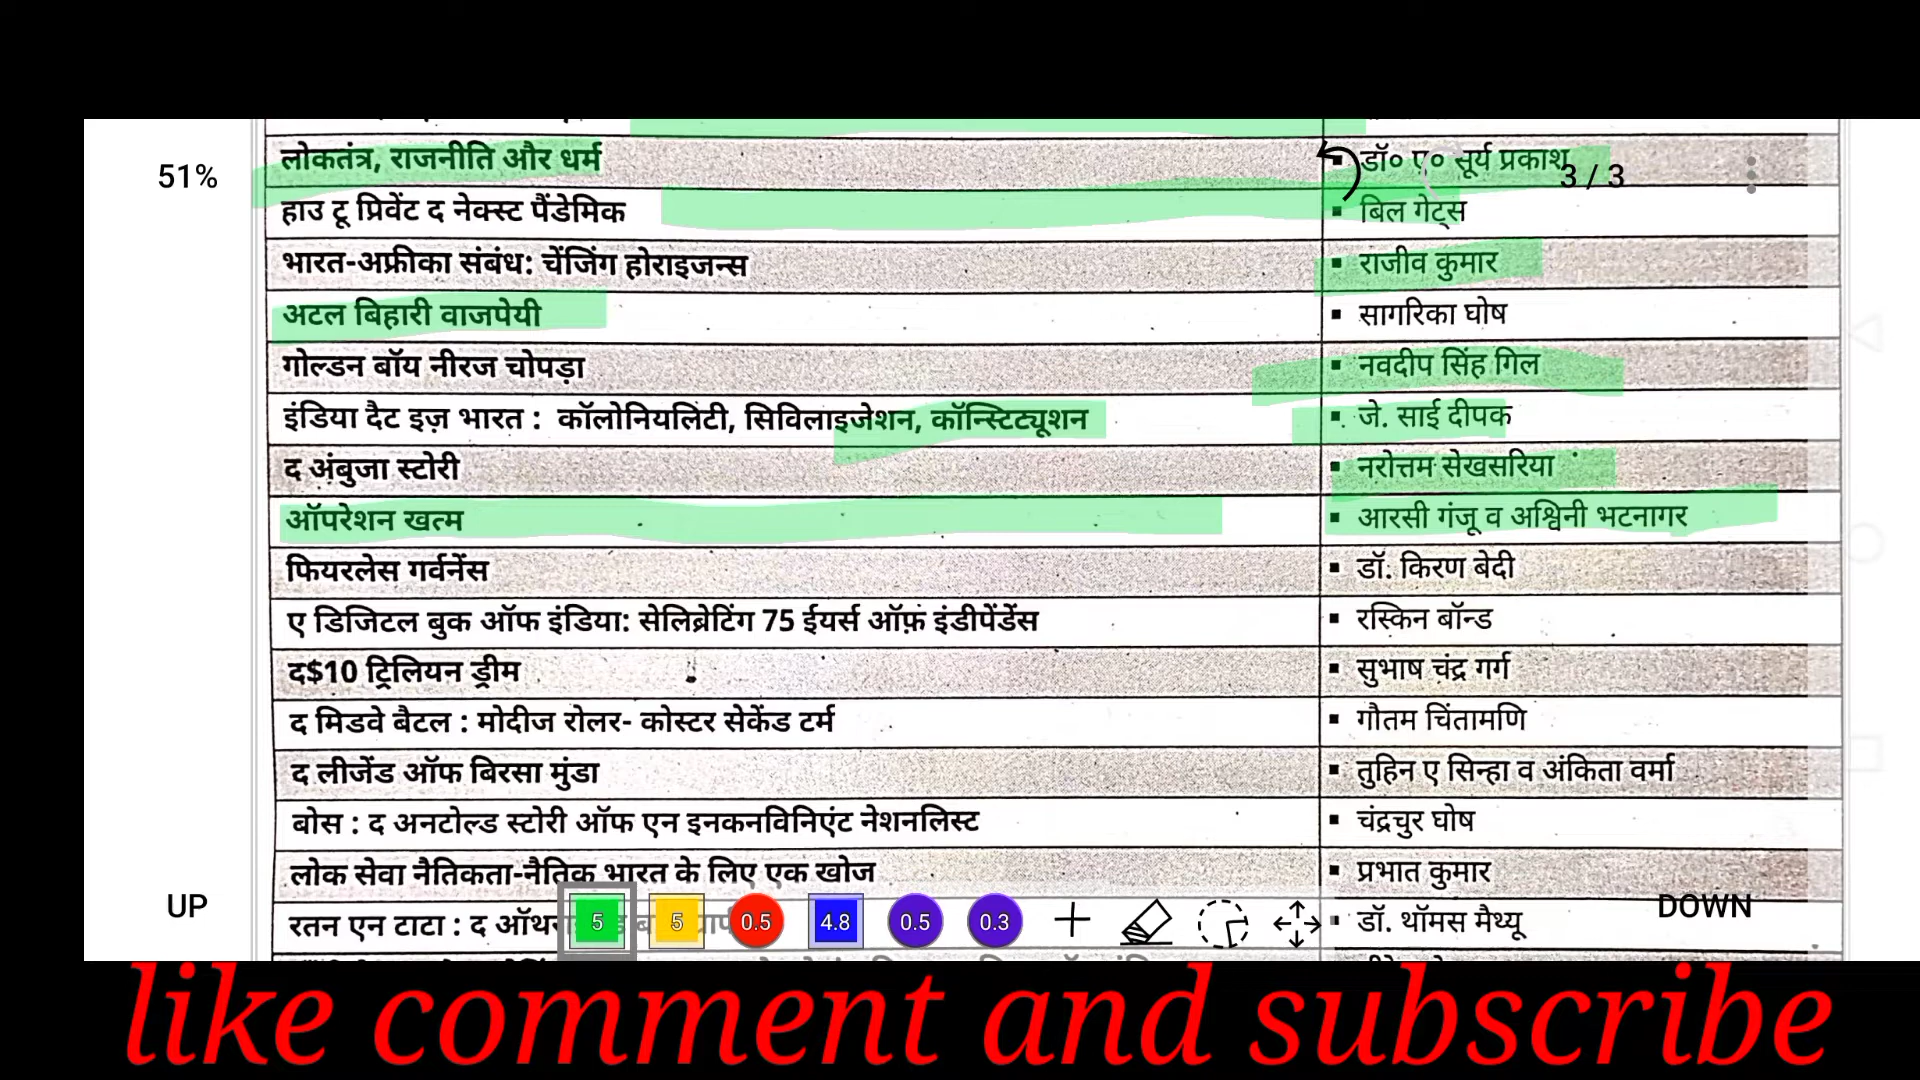 लोकतंत्र, राजनीति और धर्म ▪ डॉ० ए० सूर्य प्रकाश
51% 3 / 3
हाउ टू प्रिवेंट द नेक्स्ट पैंडेमिक ▪ बिल गेट्स
भारत-अफ्रीका संबंध: चेंजिंग होराइजन्स ▪ राजीव कुमार
अटल बिहारी वाजपेयी ▪ सागरिका घोष
गोल्डन बॉय नीरज चोपड़ा ▪ नवदीप सिंह गिल
इंडिया दैट इज़ भारत : कॉलोनियलिटी, सिविलाइजेशन, कॉन्स्टिट्यूशन ▪ जे. साई दीपक
द अंबुजा स्टोरी ▪ नरोत्तम सेखसरिया
ऑपरेशन खत्म ▪ आरसी गंजू व अश्विनी भटनागर
फियरलेस गर्वनेंस ▪ डॉ. किरण बेदी
ए डिजिटल बुक ऑफ इंडिया: सेलिब्रेटिंग 75 ईयर्स ऑफ़ इंडीपेंडेंस ▪ रस्किन बॉन्ड
द$10 ट्रिलियन ड्रीम ▪ सुभाष चंद्र गर्ग
द मिडवे बैटल : मोदीज रोलर- कोस्टर सेकेंड टर्म ▪ गौतम चिंतामणि
द लीजेंड ऑफ बिरसा मुंडा ▪ तुहिन ए सिन्हा व अंकिता वर्मा
बोस : द अनटोल्ड स्टोरी ऑफ एन इनकनविनिएंट नेशनलिस्ट ▪ चंद्रचुर घोष
लोक सेवा नैतिकता-नैतिक भारत के लिए एक खोज ▪ प्रभात कुमार
UP DOWN
रतन एन टाटा : द ▪ डॉ. थॉमस मैथ्यू
5 5 0.5 4.8 0.5 0.3
like comment and subscribe